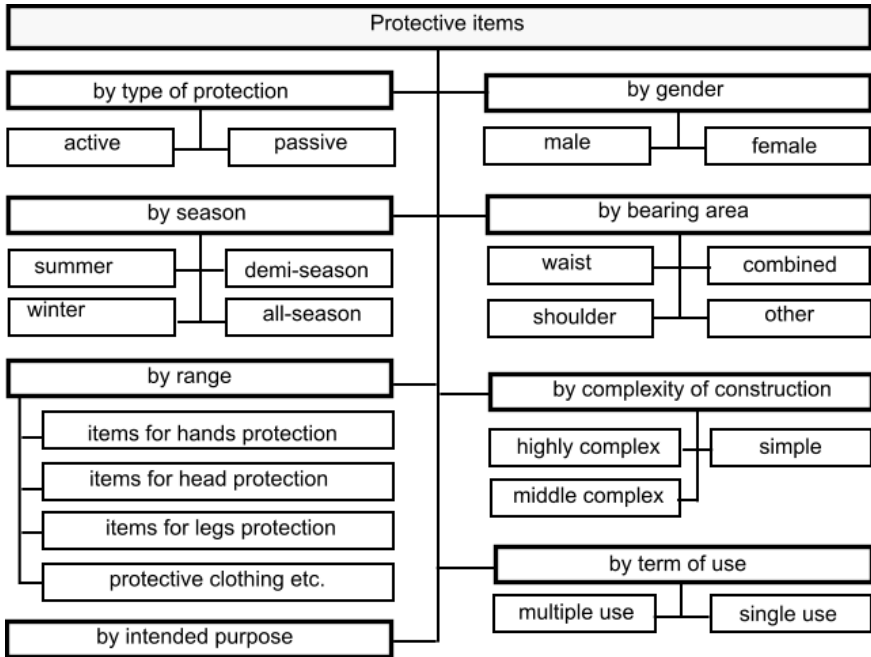 Protective items
by type of protection
active
passive
by season
summer
demi-season
winter
all-season
by range
items for hands protection
items for head protection
items for legs protection
protective clothing etc.
by intended purpose
by gender
male
female
by bearing area
waist
combined
shoulder
other
by complexity of construction
highly complex
simple
middle complex
by term of use
multiple use
single use